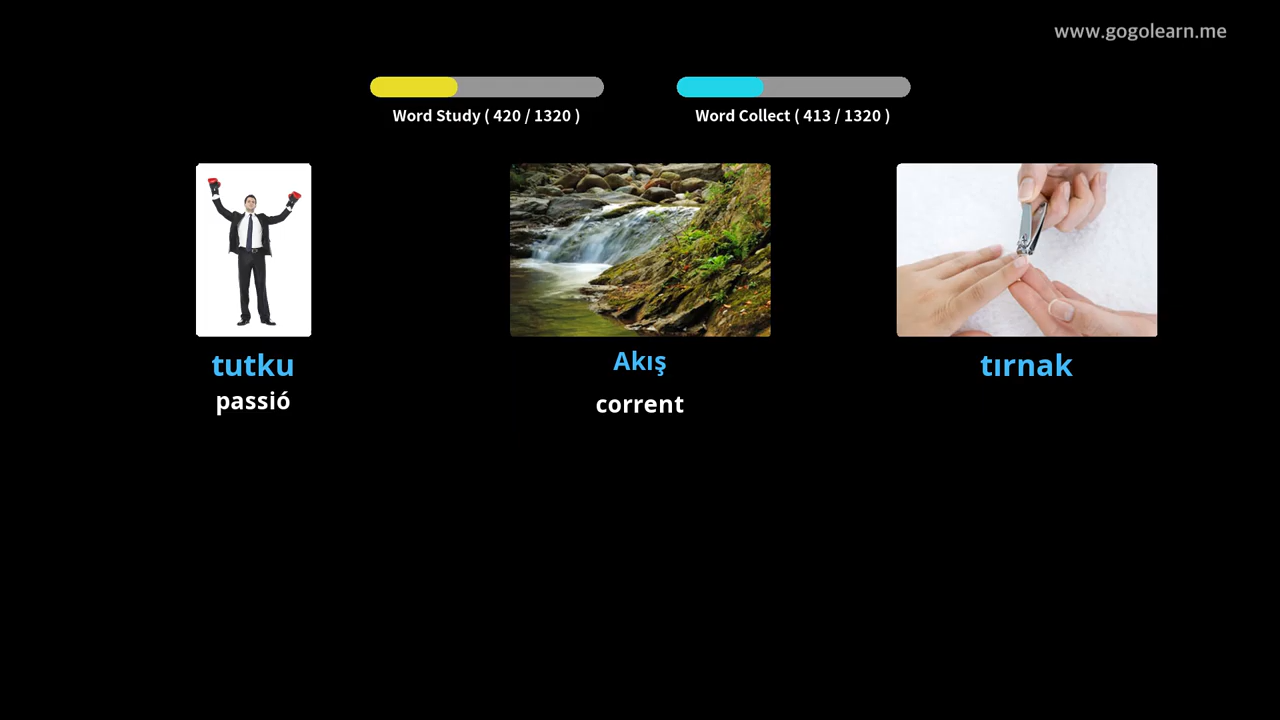 www.gogolearn.me
Word Study ( 420 / 1320 )
Word Collect ( 413 / 1320 )
tutku
Akış
tırnak
passió
corrent